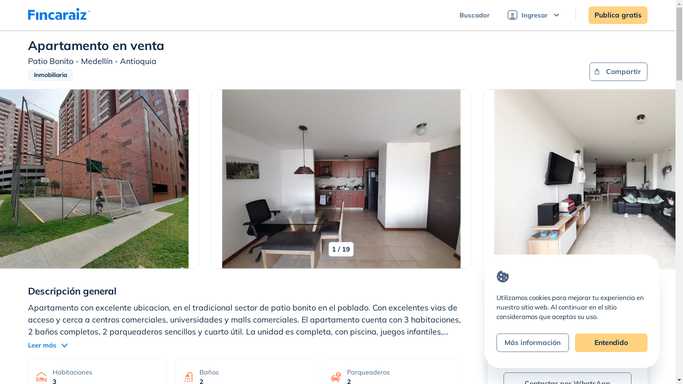 Fincaraiz
Buscador
Ingresar
Publica gratis
Apartamento en venta
Patio Bonito - Medellín - Antioquia
Inmobiliaria
Compartir
1 / 19
Descripción general
Apartamento con excelente ubicacion, en el tradicional sector de patio bonito en el poblado. Con excelentes vias de
acceso y cerca a centros comerciales, universidades y malls comerciales. El apartamento cuenta con 3 habitaciones,
2 baños completos, 2 parqueaderos sencillos y cuarto útil. La unidad es completa, con piscina, juegos infantiles,...
Leer más
Habitaciones
3
Baños
2
Parqueaderos
2
Utilizamos cookies para mejorar tu experiencia en
nuestro sitio web. Al continuar en el sitio
consideramos que aceptas su uso.
Más información
Entendido
Contactar por WhatsApp